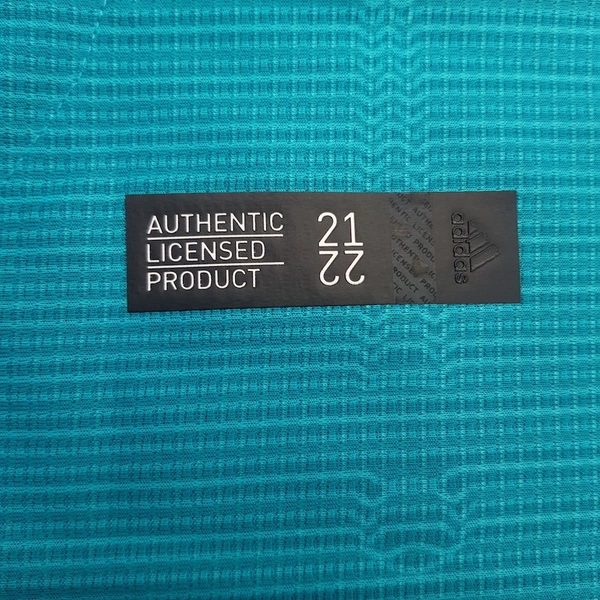 AUTHENTIC
LICENSED
PRODUCT
21
22
adidas